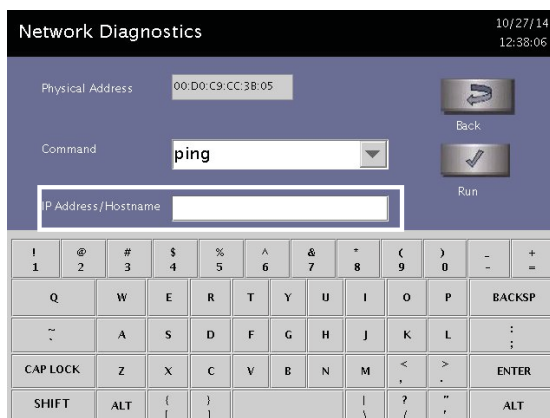 Network Diagnostics
10/27/14
12:38:06
Physical Address
00:D0:C9:CC:3B:05
Back
Command
ping
Run
IP Address/Hostname
! @ # $ % ^ & * ( ) _ +
1 2 3 4 5 6 7 8 9 0 - =
Q W E R T Y U I O P BACKSP
~ A S D F G H J K L :
` ;
CAP LOCK Z X C V B N M < > ENTER
, .
SHIFT ALT { } | ? " ALT
[ ] \ / '